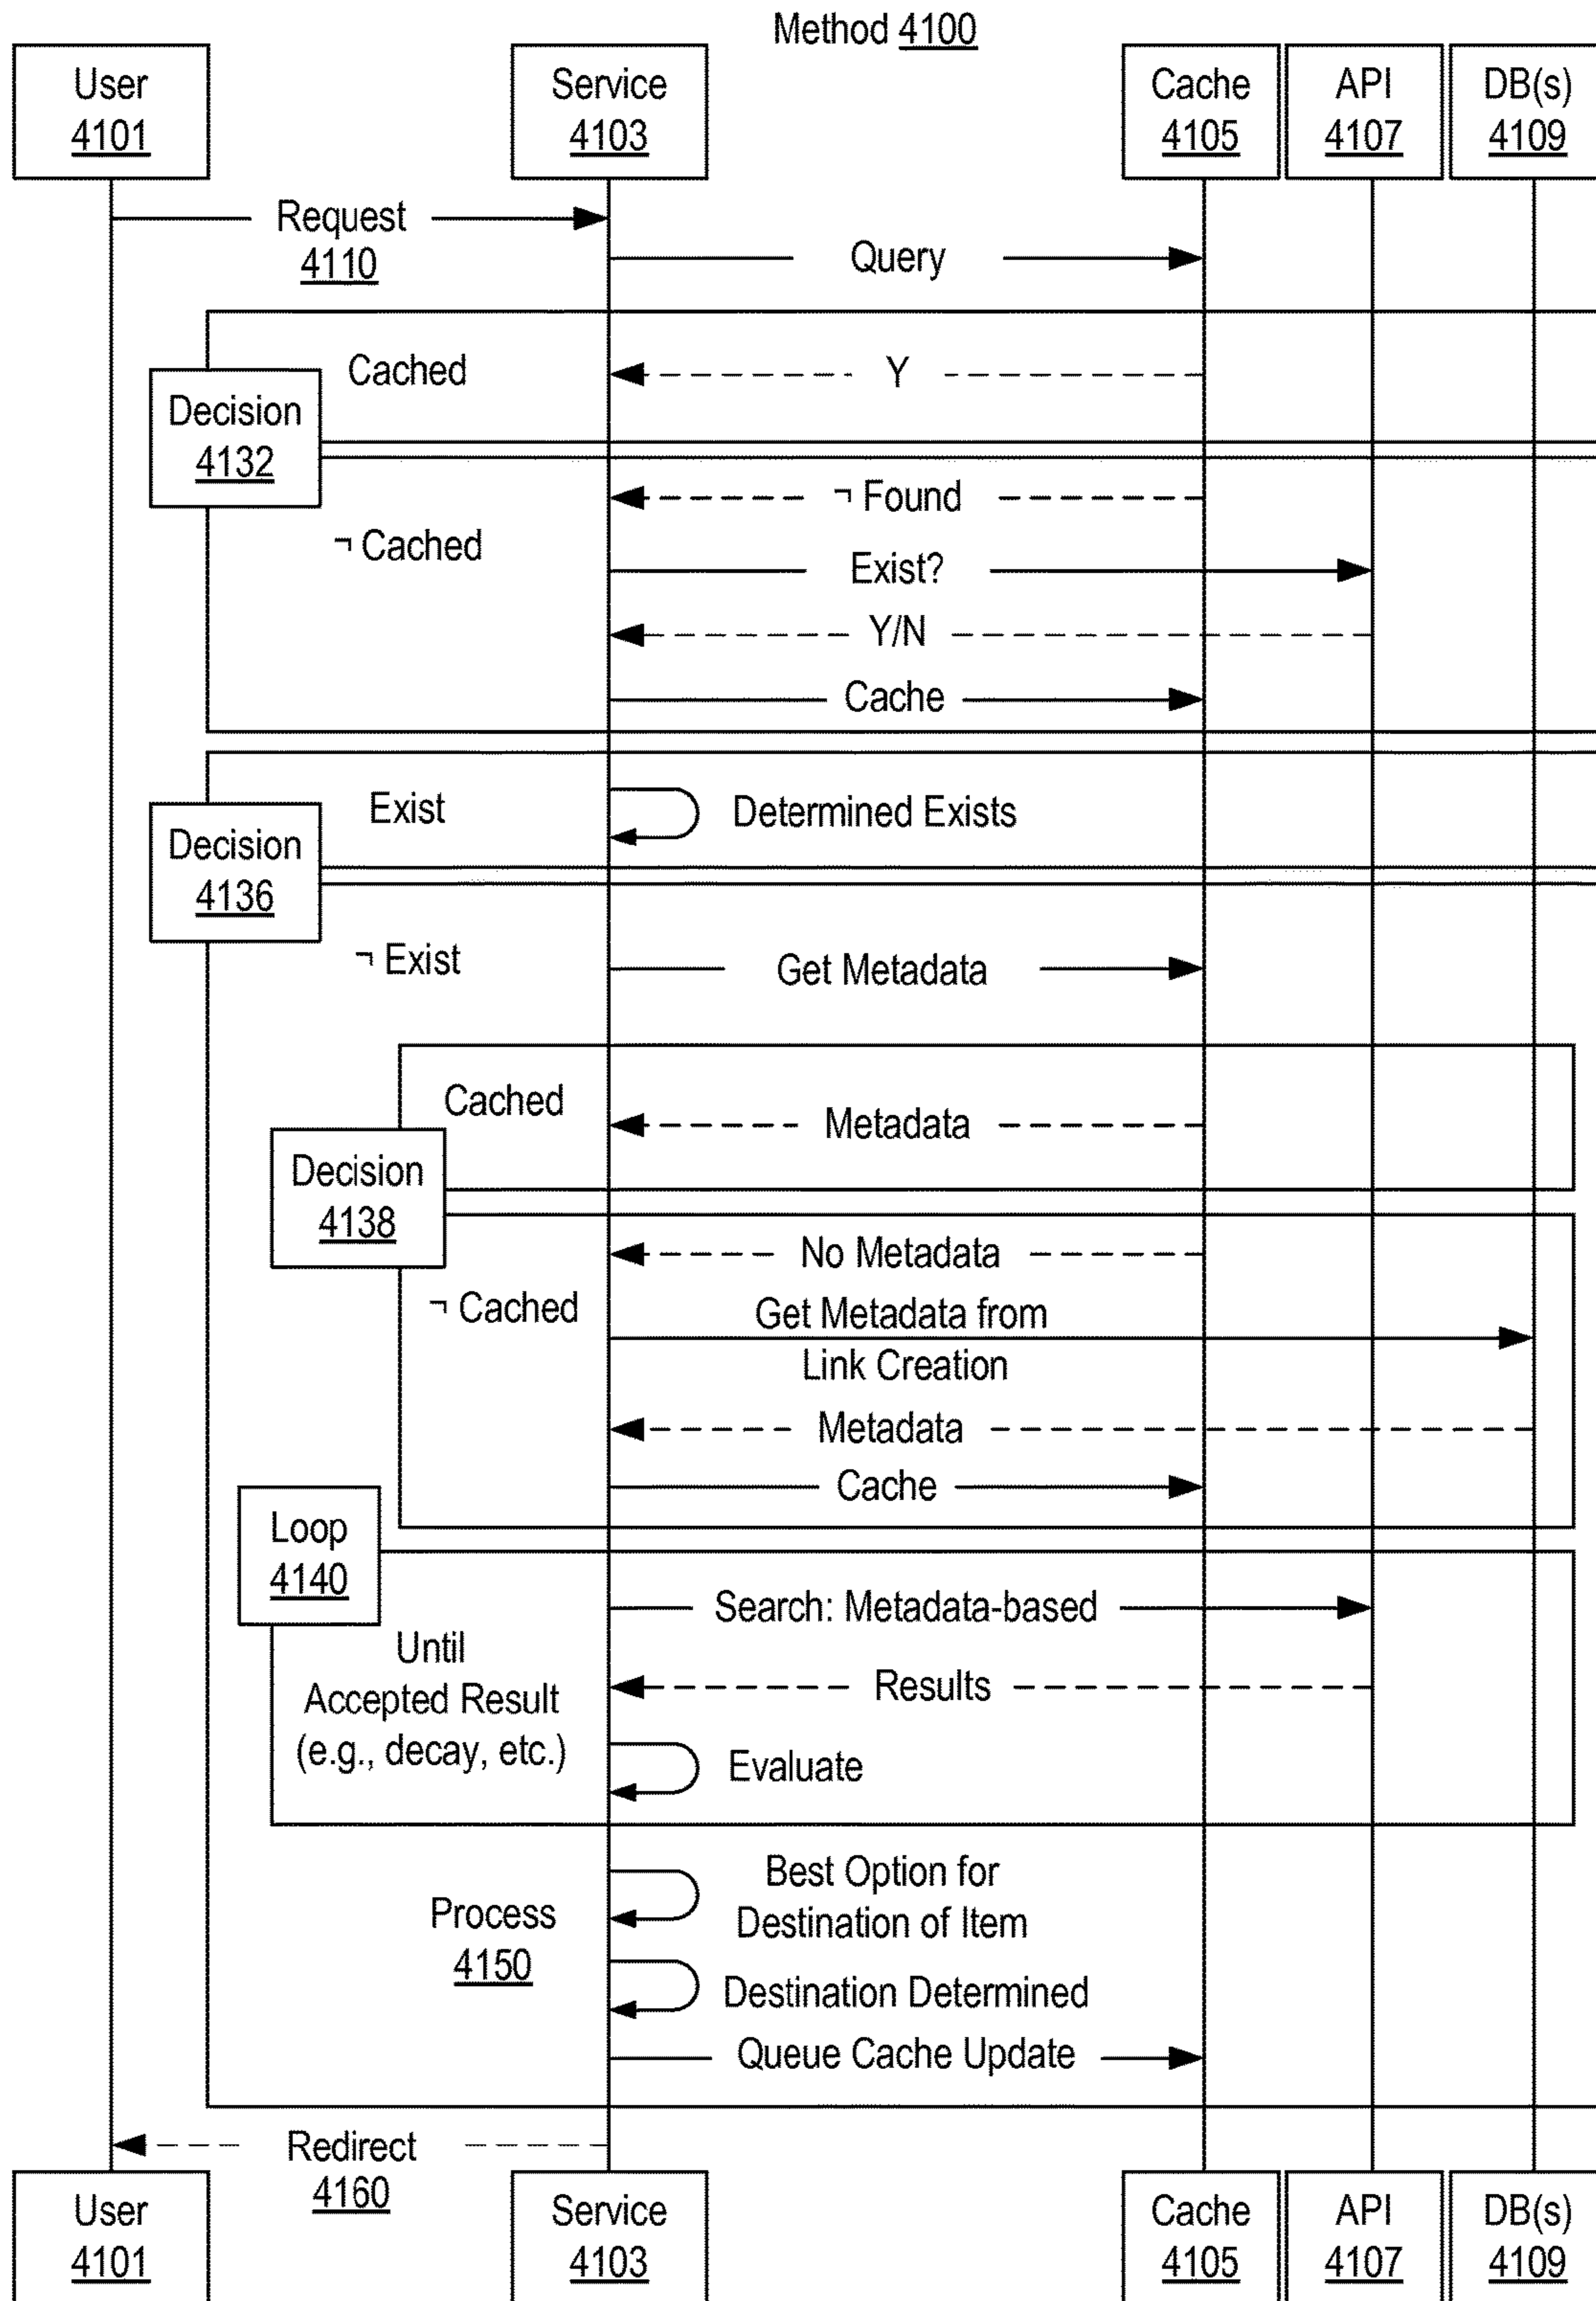 Method 4100
User
4101
Service
4103
Cache
4105
API
4107
DB(s)
4109
Request
4110
Query
Cached
Y
Decision
4132
¬ Found
¬ Cached
Exist?
Y/N
Cache
Exist
Determined Exists
Decision
4136
¬ Exist
Get Metadata
Cached
Metadata
Decision
4138
No Metadata
¬ Cached
Get Metadata from
Link Creation
Metadata
Cache
Loop
4140
Search: Metadata-based
Until
Accepted Result
(e.g., decay, etc.)
Results
Evaluate
Best Option for
Destination of Item
Process
4150
Destination Determined
Queue Cache Update
Redirect
4160
User
4101
Service
4103
Cache
4105
API
4107
DB(s)
4109